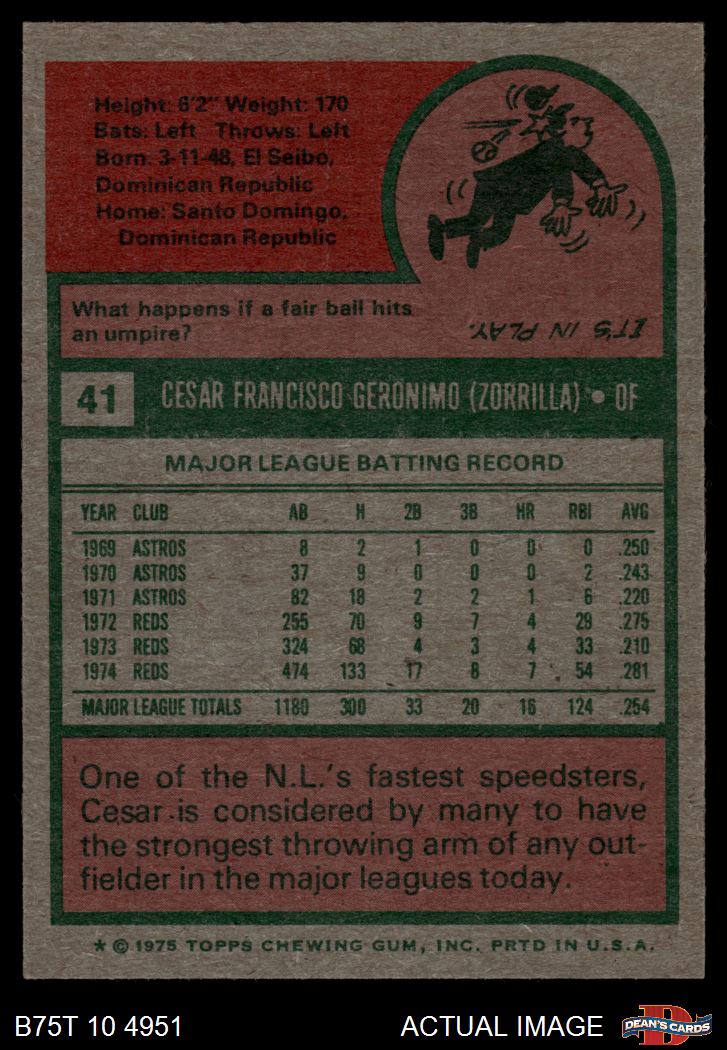 Height: 6'2" Weight: 170
Bats: Left Throws: Left
Born: 3-11-48, El Seibo,
Dominican Republic
Home: Santo Domingo,
Dominican Republic
What happens if a fair ball hits
an umpire?
IT'S IN PLAY.
41 CESAR FRANCISCO GERONIMO (ZORRILLA) • OF
MAJOR LEAGUE BATTING RECORD
YEAR CLUB AB H 2B 3B HR RBI AVG
1969 ASTROS 8 2 1 0 0 0 .250
1970 ASTROS 37 9 0 0 0 2 .243
1971 ASTROS 82 18 2 2 1 6 .220
1972 REDS 255 70 9 7 4 29 .275
1973 REDS 324 68 4 3 4 33 .210
1974 REDS 474 133 17 8 7 54 .281
MAJOR LEAGUE TOTALS 1180 300 33 20 16 124 .254
One of the N.L.'s fastest speedsters,
Cesar is considered by many to have
the strongest throwing arm of any out-
fielder in the major leagues today.
* © 1975 TOPPS CHEWING GUM, INC. PRTD IN U.S.A.
B75T 10 4951 ACTUAL IMAGE
D
DEAN'S CARDS